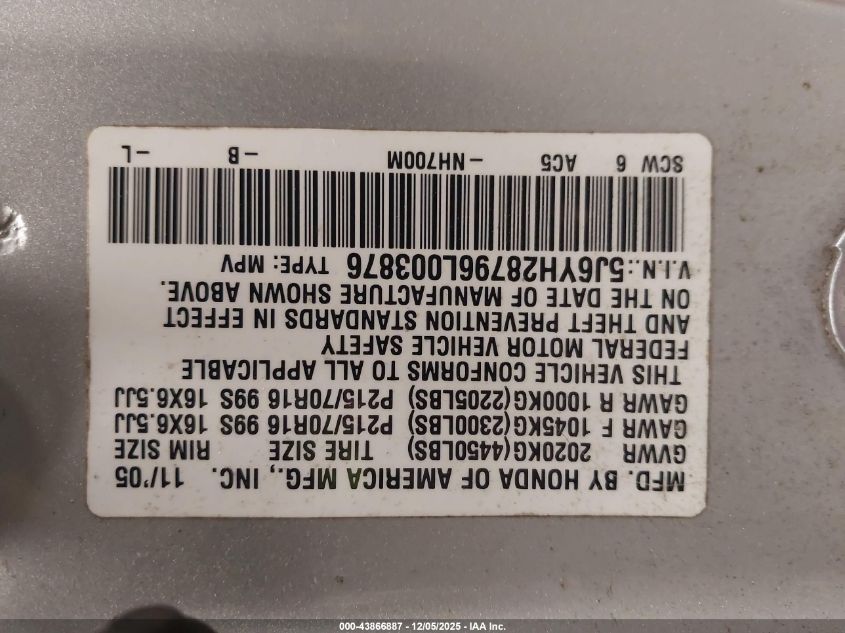 MFD. BY HONDA OF AMERICA MFG., INC. 11/'05
GVWR 2020KG(4450LBS) TIRE SIZE RIM SIZE
GAWR F 1045KG(2300LBS) P215/70R16 99S 16X6.5JJ
GAWR R 1000KG(2205LBS) P215/70R16 99S 16X6.5JJ
THIS VEHICLE CONFORMS TO ALL APPLICABLE
FEDERAL MOTOR VEHICLE SAFETY
AND THEFT PREVENTION STANDARDS IN EFFECT
ON THE DATE OF MANUFACTURE SHOWN ABOVE.
V.I.N.:5J6YH28796L003876 TYPE: MPV
SCW 6 AC5 -NH700M -B -L
000-43866887 - 12/05/2025 - IAA Inc.